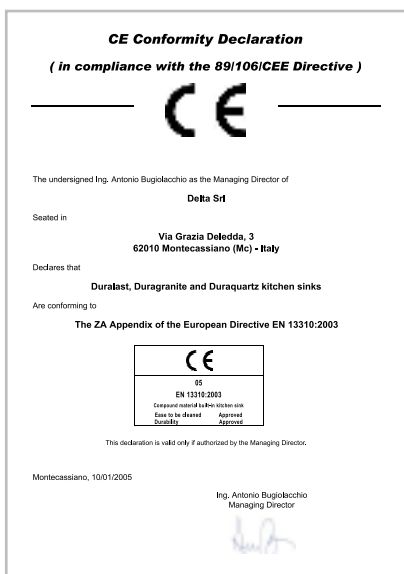 CE Conformity Declaration
( in compliance with the 89/106/CEE Directive )
CE
The undersigned Ing. Antonio Bugiolacchio as the Managing Director of
Delta Srl
Seated in
Via Grazia Deledda, 3
62010 Montecassiano (Mc) - Italy
Declares that
Duralast, Duragranite and Duraquartz kitchen sinks
Are conforming to
The ZA Appendix of the European Directive EN 13310:2003
CE
05
EN 13310:2003
Compound material built-in kitchen sink
Ease to be cleaned Approved
Durability Approved
This declaration is valid only if authorized by the Managing Director.
Montecassiano, 10/01/2005
Ing. Antonio Bugiolacchio
Managing Director